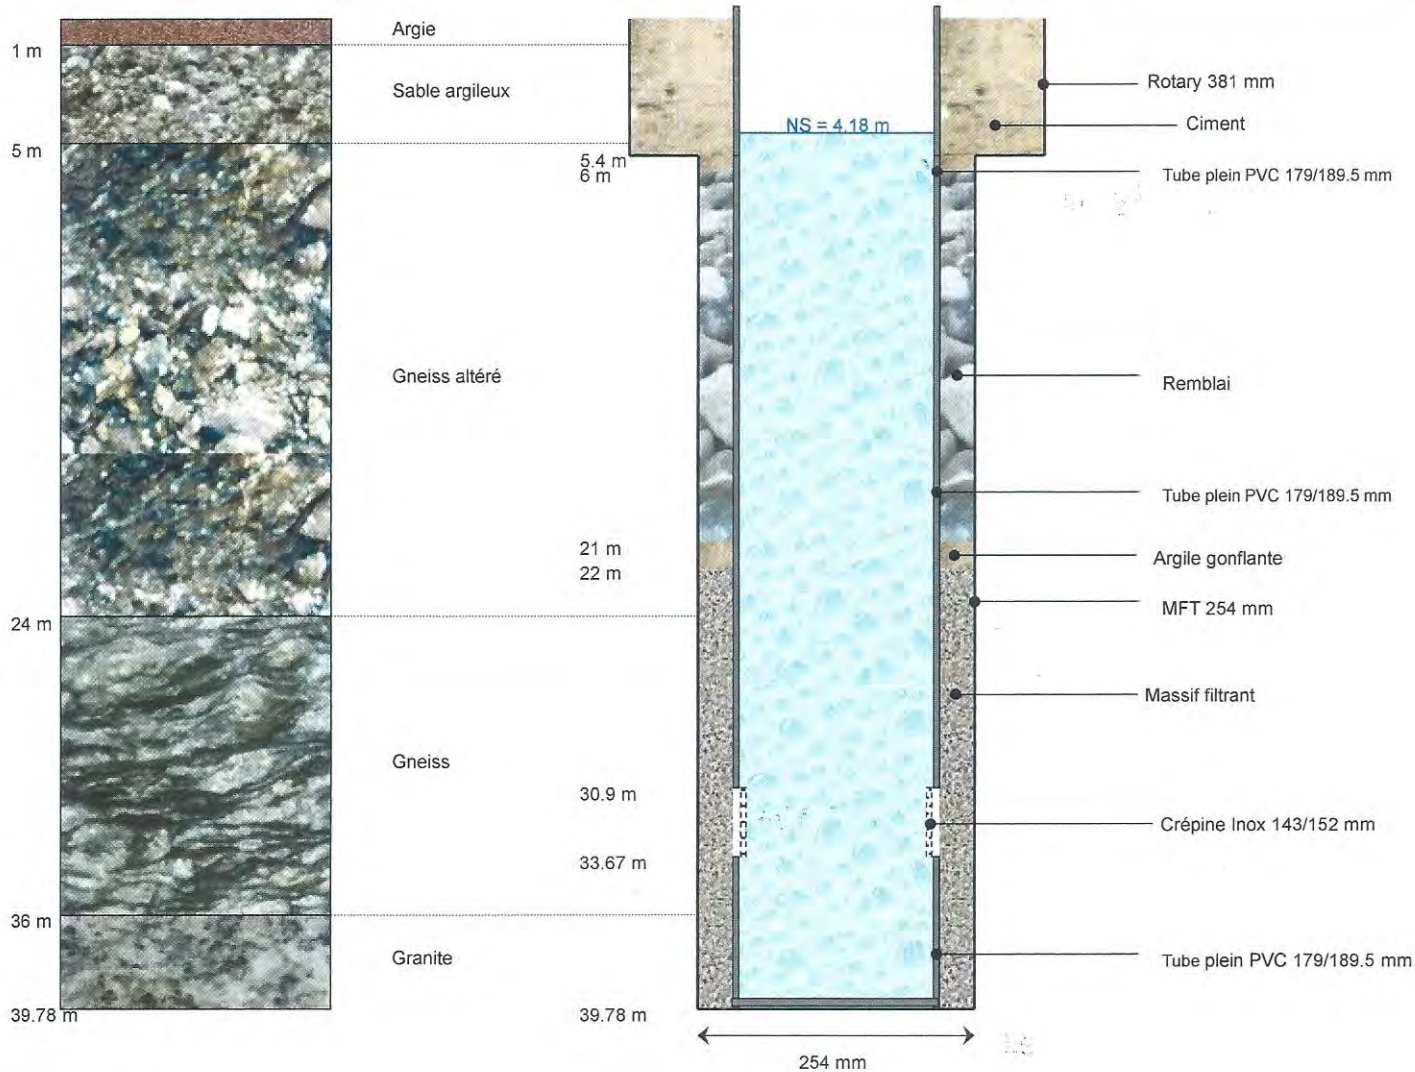 Argie
1 m
Rotary 381 mm
Sable argileux
Ciment
NS = 4.18 m
5 m
5.4 m
6 m
Tube plein PVC 179/189.5 mm
Gneiss altéré
Remblai
Tube plein PVC 179/189.5 mm
21 m
Argile gonflante
22 m
MFT 254 mm
24 m
Massif filtrant
Gneiss
30.9 m
Crépine Inox 143/152 mm
33.67 m
36 m
Granite
Tube plein PVC 179/189.5 mm
39.78 m
39.78 m
254 mm